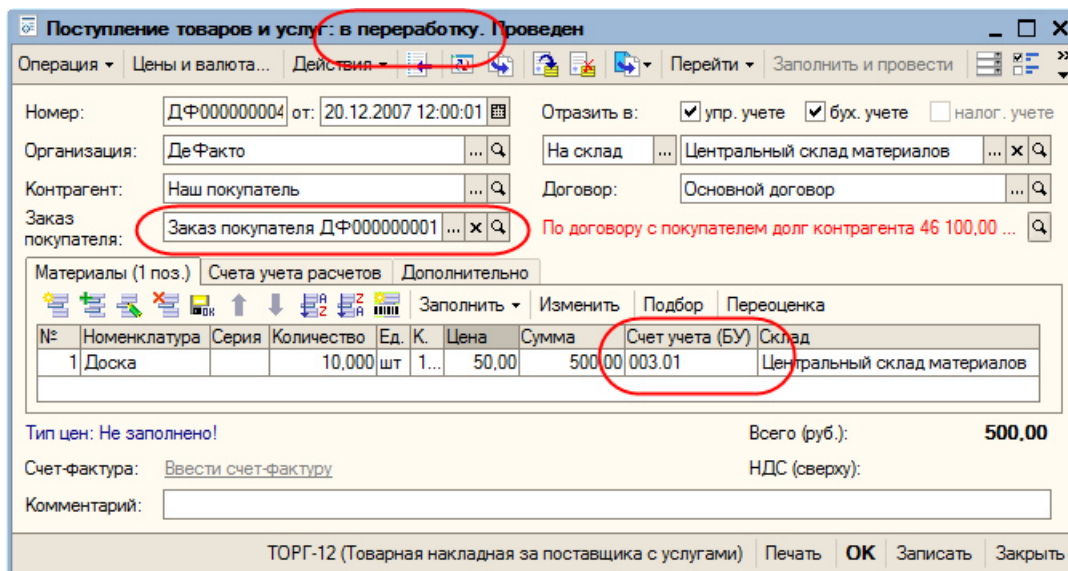 Поступление товаров и услуг: в переработку. Проведен
Операция Цены и валюта... Действия Перейти Заполнить и провести
Номер: ДФ000000004 от: 20.12.2007 12:00:01 Отразить в: упр. учете бух. учете налог. учете
Организация: ДеФакто ... На склад ... Центральный склад материалов ...
Контрагент: Наш покупатель ... Договор: Основной договор ...
Заказ покупателя: Заказ покупателя ДФ000000001 ... По договору с покупателем долг контрагента 46 100,00 ...
Материалы (1 поз.) Счета учета расчетов Дополнительно
Заполнить Изменить Подбор Переоценка
№ Номенклатура Серия Количество Ед. К. Цена Сумма Счет учета (БУ) Склад
1 Доска 10,000 шт 1... 50,00 500,00 003.01 Центральный склад материалов
Тип цен: Не заполнено! Всего (руб.): 500,00
Счет-фактура: Ввести счет-фактуру НДС (сверху):
Комментарий:
ТОРГ-12 (Товарная накладная за поставщика с услугами) Печать OK Записать Закрыть